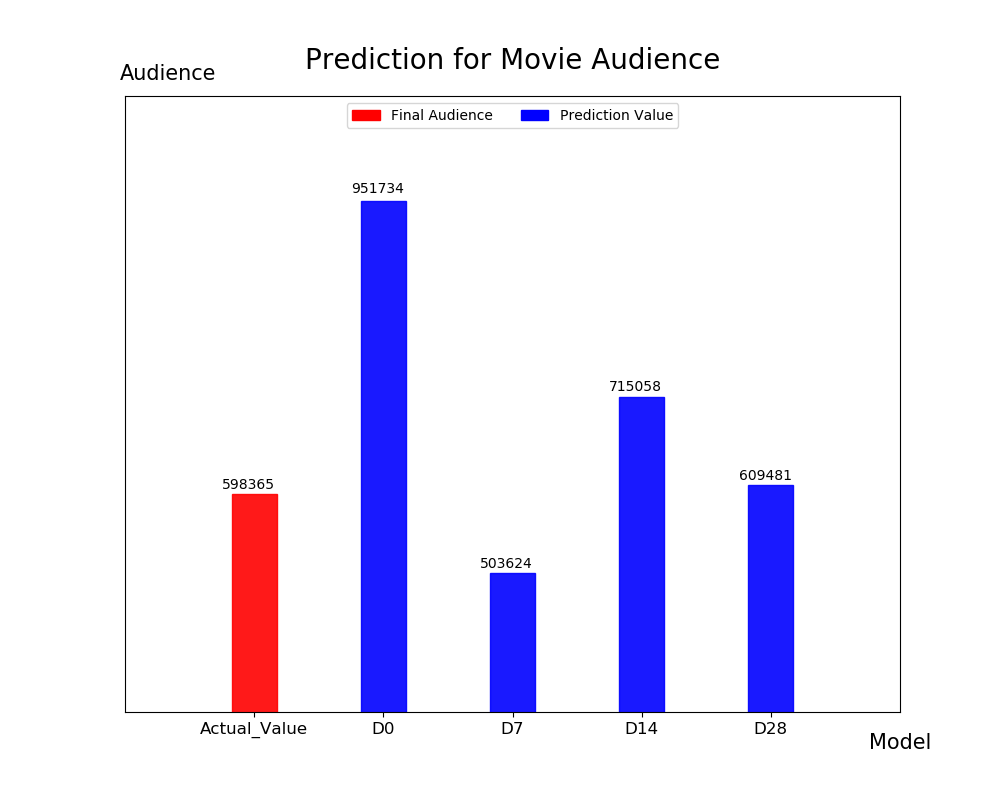 Prediction for Movie Audience
Audience
Final Audience Prediction Value
951734
715058
609481
598365
503624
Actual_Value D0 D7 D14 D28
Model